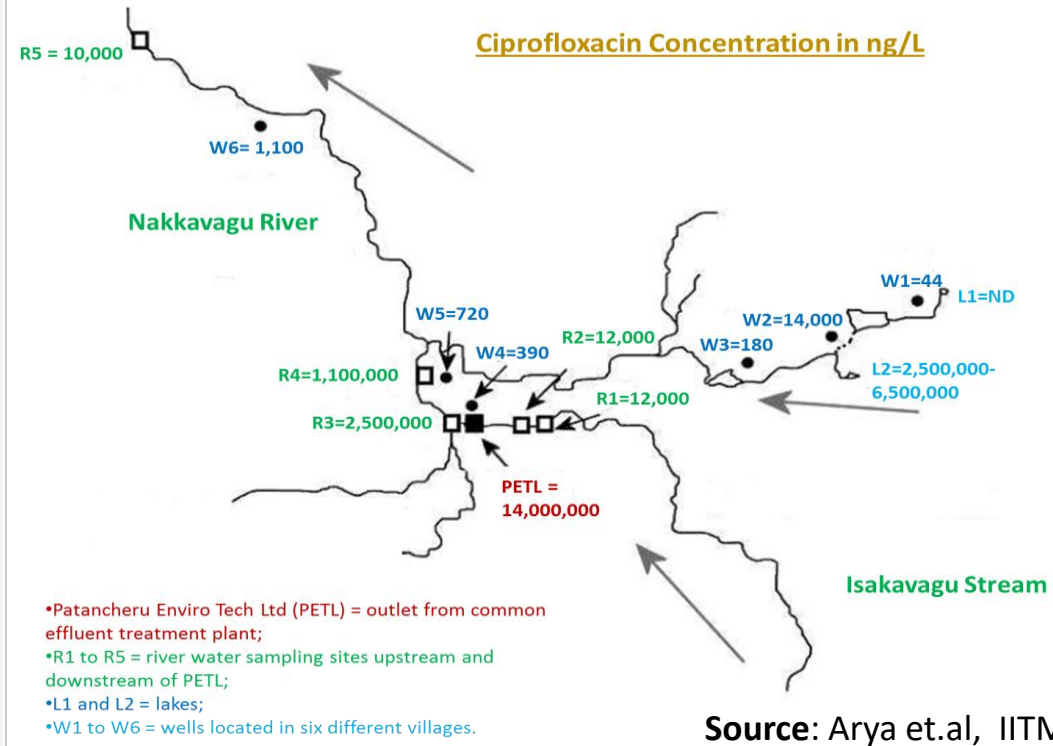 Ciprofloxacin Concentration in ng/L
R5 = 10,000
W6= 1,100
Nakkavagu River
W1=44
L1=ND
W5=720
W2=14,000
R2=12,000
W3=180
W4=390
L2=2,500,000-
6,500,000
R4=1,100,000
R1=12,000
R3=2,500,000
PETL =
14,000,000
Isakavagu Stream
•Patancheru Enviro Tech Ltd (PETL) = outlet from common
effluent treatment plant;
•R1 to R5 = river water sampling sites upstream and
downstream of PETL;
•L1 and L2 = lakes;
•W1 to W6 = wells located in six different villages.
Source: Arya et.al, IITM